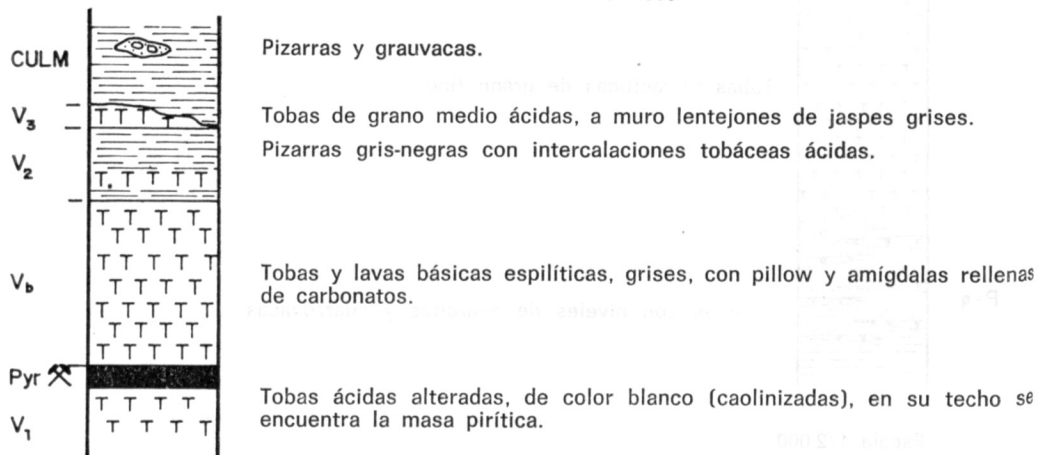 CULM
Pizarras y grauvacas.
V3
Tobas de grano medio ácidas, a muro lentejones de jaspes grises.
V2
Pizarras gris-negras con intercalaciones tobáceas ácidas.
Vb
Tobas y lavas básicas espilíticas, grises, con pillow y amígdalas rellenas
de carbonatos.
Pyr
V1
Tobas ácidas alteradas, de color blanco (caolinizadas), en su techo se
encuentra la masa pirítica.